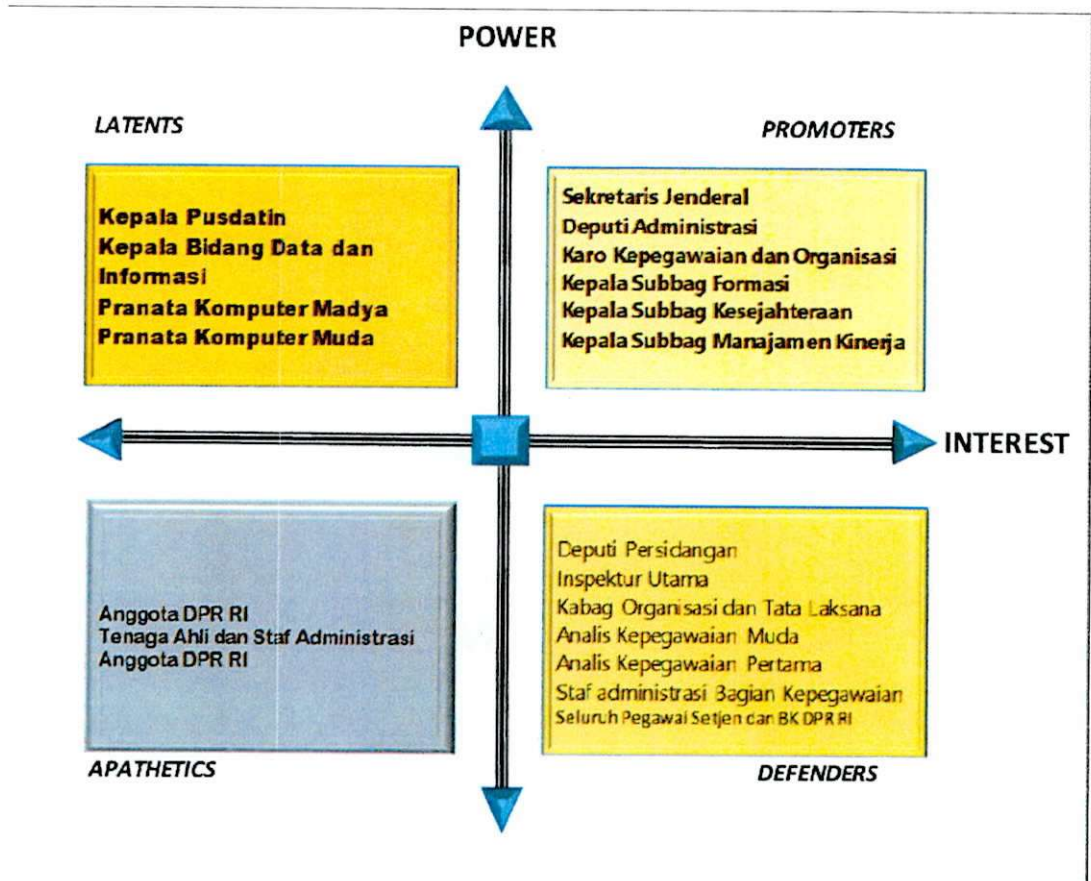 POWER
LATENTS
PROMOTERS
Kepala Pusdatin
Kepala Bidang Data dan
Informasi
Pranata Komputer Madya
Pranata Komputer Muda
Sekretaris Jenderal
Deputi Administrasi
Karo Kepegawaian dan Organisasi
Kepala Subbag Formasi
Kepala Subbag Kesejahteraan
Kepala Subbag Manajamen Kinerja
INTEREST
Anggota DPR RI
Tenaga Ahli dan Staf Administrasi
Anggota DPR RI
Deputi Persidangan
Inspektur Utama
Kabag Organisasi dan Tata Laksana
Analis Kepegawaian Muda
Analis Kepegawaian Pertama
Staf administrasi Bagian Kepegawaian
Seluruh Pegawai Setjen dan BK DPR RI
APATHETICS
DEFENDERS